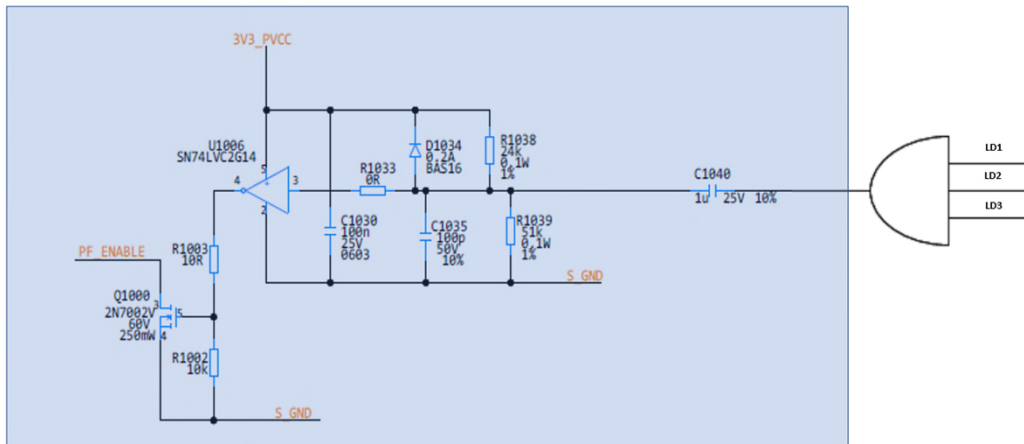 3V3_PVCC
U1006
SN74LVC2G14
5
4
3
2
R1033
0R
D1034
0.2A
BAS16
R1038
24k
0.1W
1%
C1040
1u 25V 10%
LD1
LD2
LD3
C1030
100n
25V
0603
C1035
100p
50V
10%
R1039
51k
0.1W
1%
S_GND
R1003
10R
PF_ENABLE
Q1000
2N7002V
60V
250mW
3
5
4
R1002
10k
S_GND